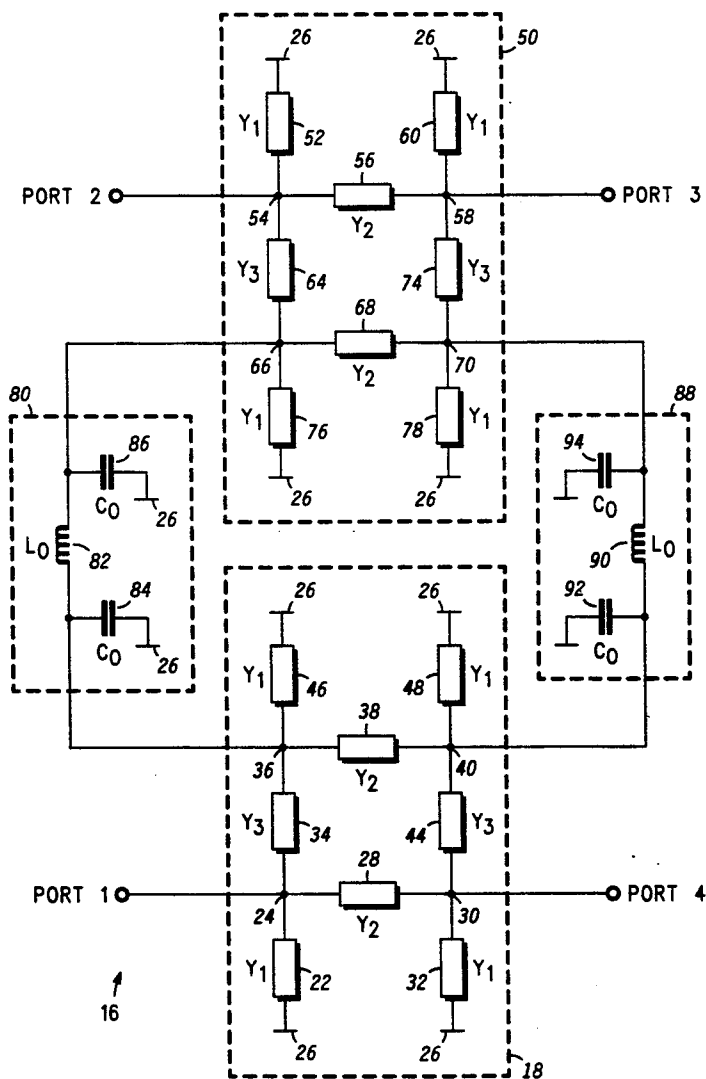 26 26 50
Y1 52 60 Y1
56
PORT 2 54 58 PORT 3
Y2
Y3 64 74 Y3
68
66 70
Y2
80 88
Y1 76 78 Y1
86 94
C0 26 26 26 C0
L0 82 90 L0
84 92
C0 26 26 26 C0
Y1 46 48 Y1
38
36 40
Y2
Y3 34 44 Y3
28
PORT 1 24 30 PORT 4
Y2
Y1 22 32 Y1
16
26 26
18